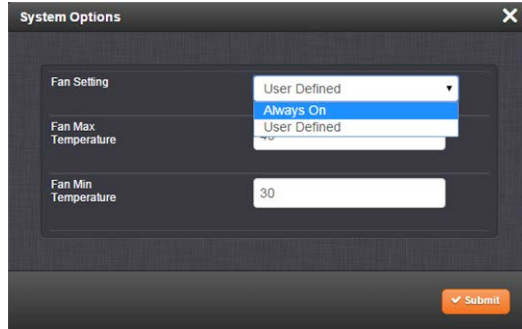 System Options
Fan Setting
User Defined
Always On
User Defined
Fan Max
Temperature
Fan Min
Temperature
30
Submit